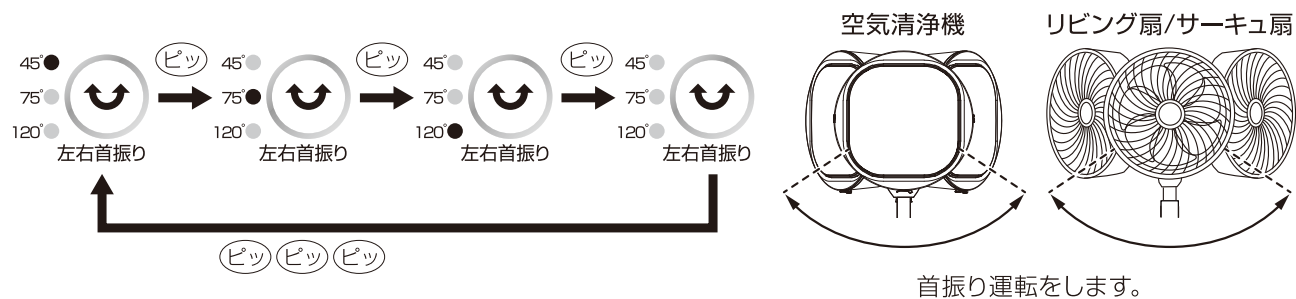 45°
75°
120°
左右首振り
ピッ
45°
75°
120°
左右首振り
ピッ
45°
75°
120°
左右首振り
ピッ
45°
75°
120°
左右首振り
ピッ ピッ ピッ
空気清浄機
リビング扇/サーキュ扇
首振り運転をします。